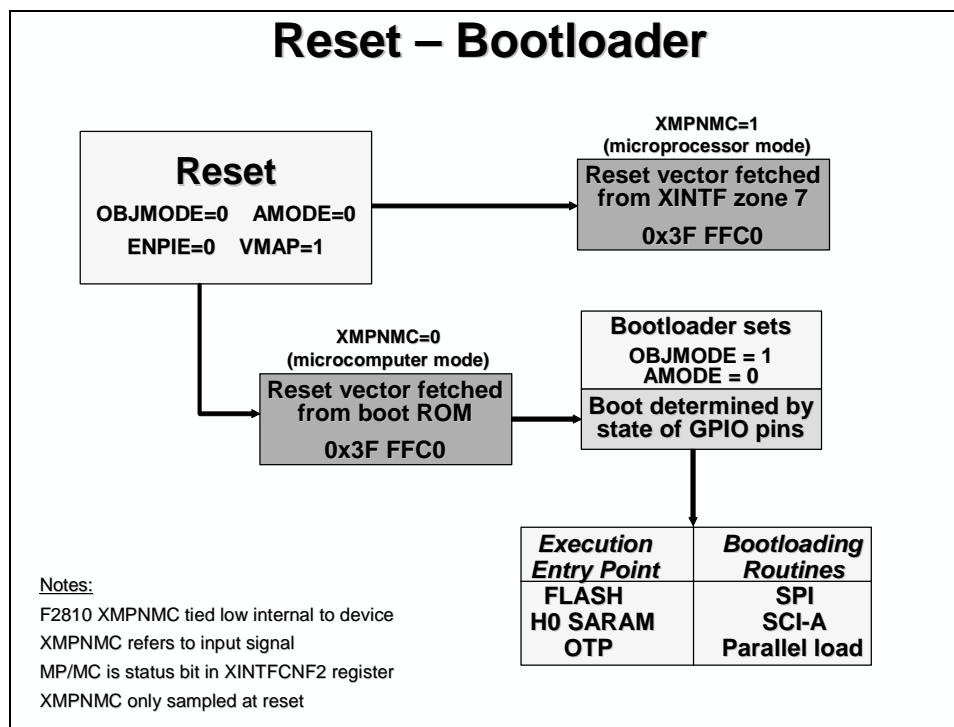 Reset – Bootloader
Reset
OBJMODE=0 AMODE=0
ENPIE=0 VMAP=1
XMPNMC=1
(microprocessor mode)
Reset vector fetched
from XINTF zone 7
0x3F FFC0
XMPNMC=0
(microcomputer mode)
Reset vector fetched
from boot ROM
0x3F FFC0
Bootloader sets
OBJMODE = 1
AMODE = 0
Boot determined by
state of GPIO pins
Execution
Entry Point
FLASH
H0 SARAM
OTP
Bootloading
Routines
SPI
SCI-A
Parallel load
Notes:
F2810 XMPNMC tied low internal to device
XMPNMC refers to input signal
MP/MC is status bit in XINTFCNF2 register
XMPNMC only sampled at reset